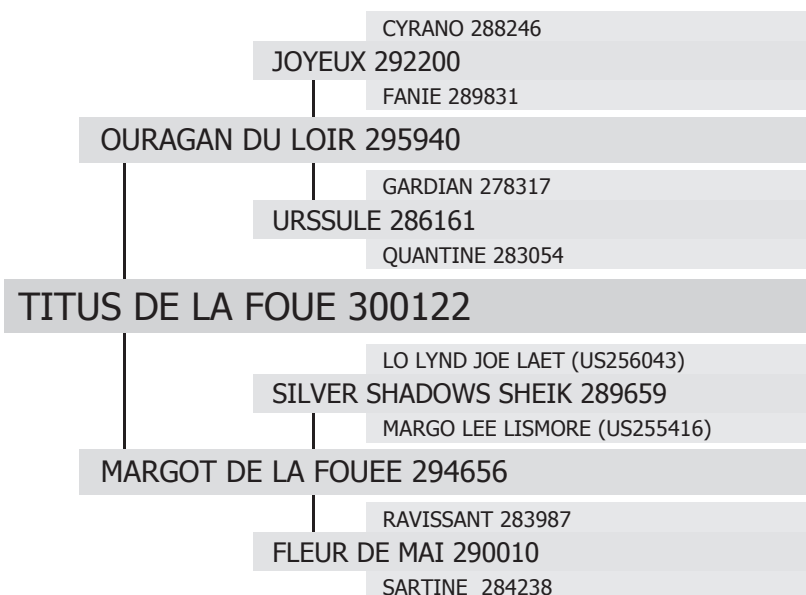 CYRANO 288246
JOYEUX 292200
FANIE 289831
OURAGAN DU LOIR 295940
GARDIAN 278317
URSSULE 286161
QUANTINE 283054
TITUS DE LA FOUE 300122
LO LYND JOE LAET (US256043)
SILVER SHADOWS SHEIK 289659
MARGO LEE LISMORE (US255416)
MARGOT DE LA FOUEE 294656
RAVISSANT 283987
FLEUR DE MAI 290010
SARTINE 284238